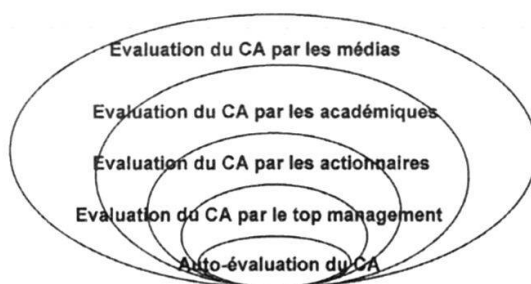 Evaluation du CA par les médias
Evaluation du CA par les académiques
Evaluation du CA par les actionnaires
Evaluation du CA par le top management
Auto-évaluation du CA